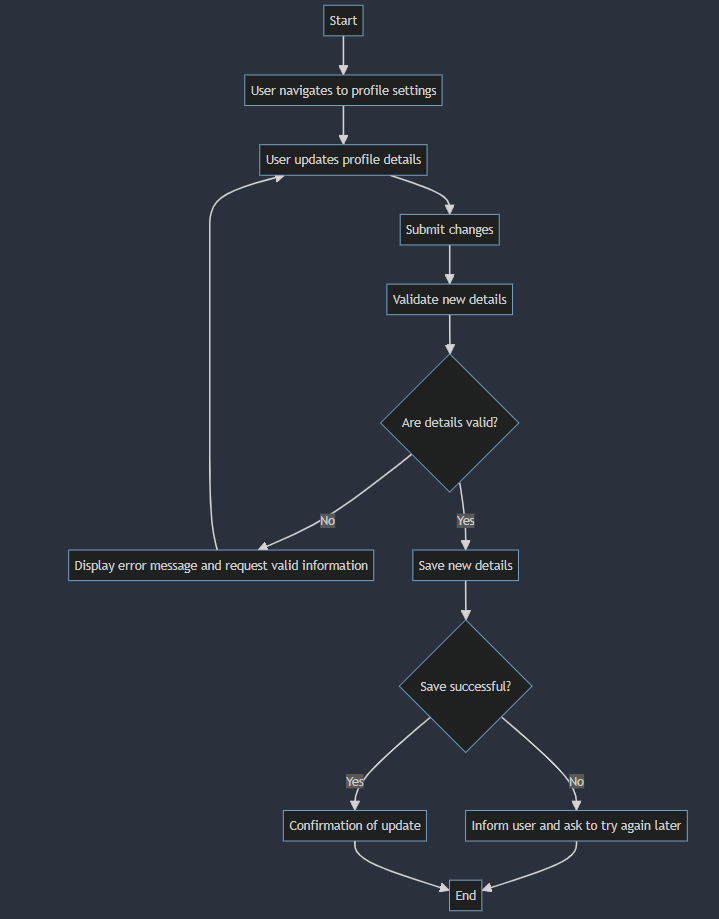 Start
User navigates to profile settings
User updates profile details
Submit changes
Validate new details
Are details valid?
No
Yes
Display error message and request valid information
Save new details
Save successful?
Yes
No
Confirmation of update
Inform user and ask to try again later
End